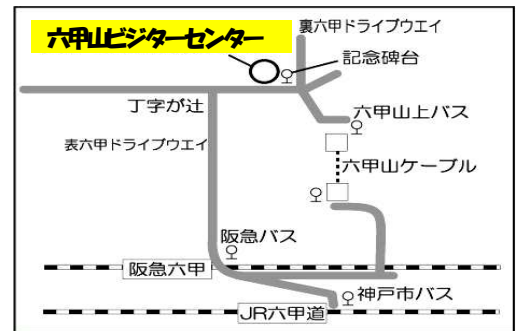 裏六甲ドライブウエイ
六甲山ビジターセンター
記念碑台
丁字が辻
六甲山上バス
表六甲ドライブウエイ
六甲山ケーブル
阪急バス
阪急六甲
神戸市バス
JR六甲道